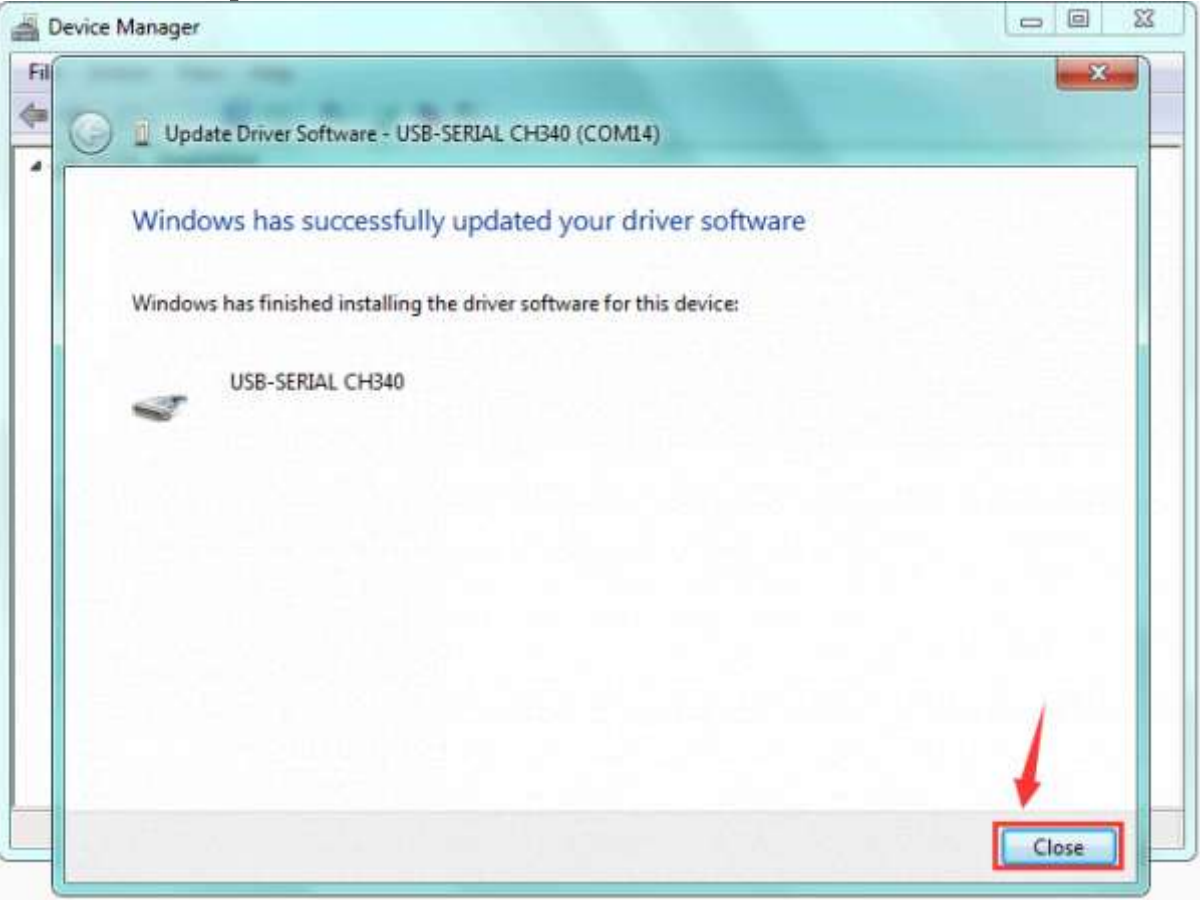 Device Manager
Fil
Update Driver Software - USB-SERIAL CH340 (COM14)
Windows has successfully updated your driver software
Windows has finished installing the driver software for this device:
USB-SERIAL CH340
Close